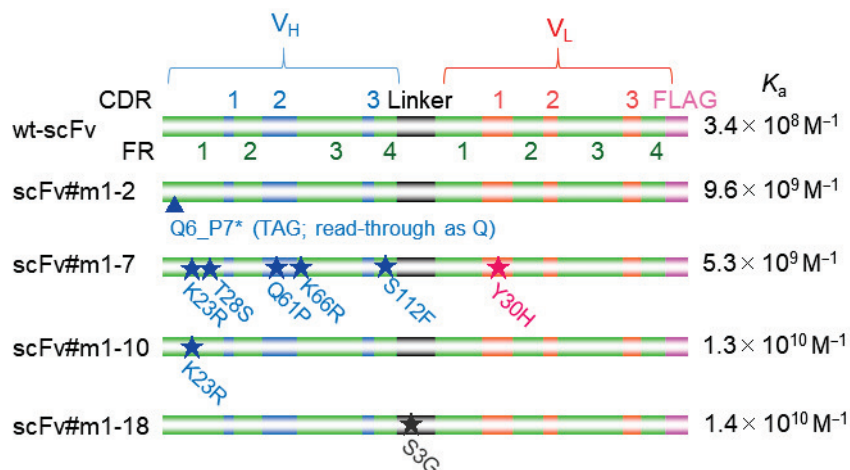 V_H V_L
CDR 1 2 3 Linker 1 2 3 FLAG K_a
wt-scFv 3.4 × 10⁸ M⁻¹
FR 1 2 3 4 1 2 3 4
scFv#m1-2 9.6 × 10⁹ M⁻¹
Q6_P7* (TAG; read-through as Q)
scFv#m1-7 5.3 × 10⁹ M⁻¹
K23R T28S Q61P K66R S112F Y30H
scFv#m1-10 1.3 × 10¹⁰ M⁻¹
K23R
scFv#m1-18 1.4 × 10¹⁰ M⁻¹
S3G